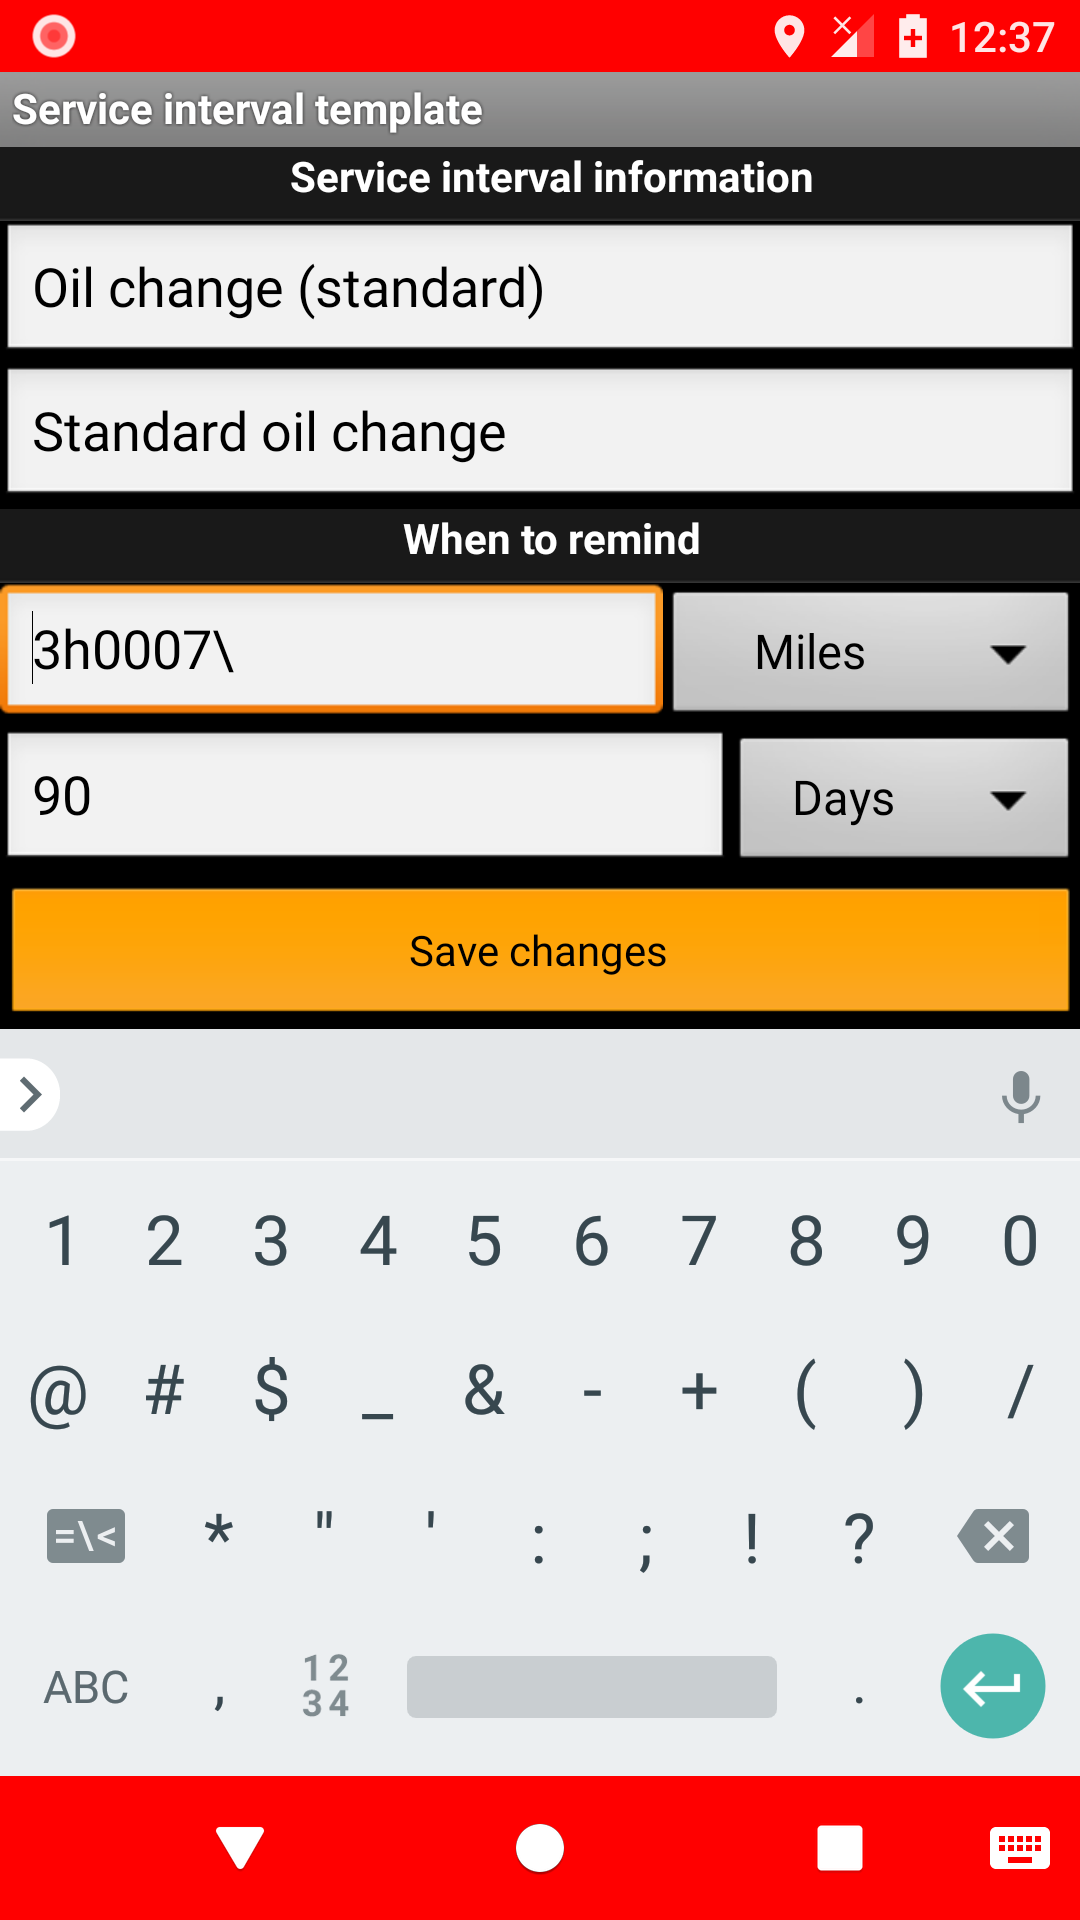 12:37
Service interval template
Service interval information
Oil change (standard)
Standard oil change
When to remind
3h0007\ Miles
90 Days
Save changes
1 2 3 4 5 6 7 8 9 0
@ # $ _ & - + ( ) /
=\< * " ' : ; ! ?
ABC , 12 34 .